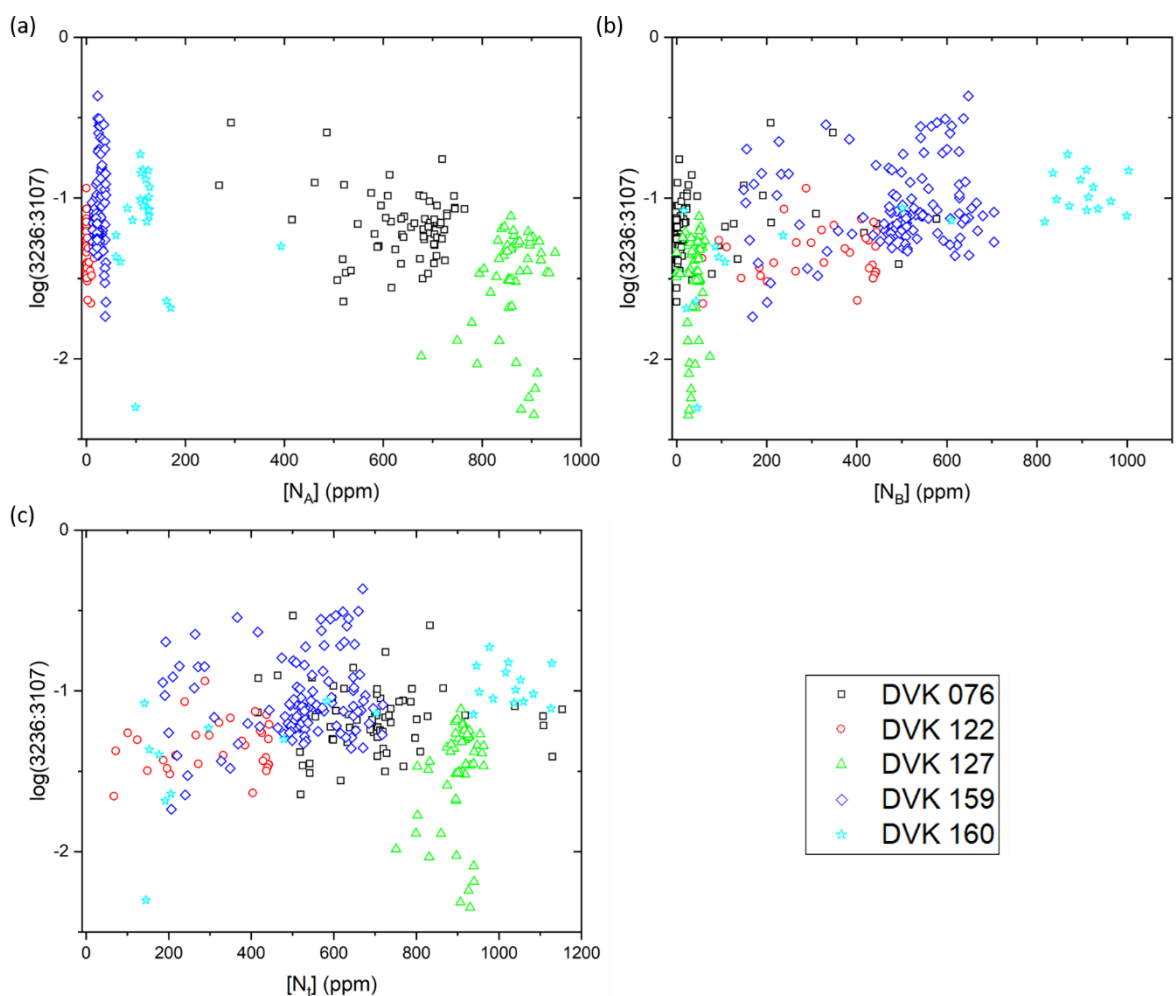 (a)
0
-1
-2
log(3236:3107)
0 200 400 600 800 1000
[N_A] (ppm)
(b)
0
-1
-2
log(3236:3107)
0 200 400 600 800 1000
[N_B] (ppm)
(c)
0
-1
-2
log(3236:3107)
0 200 400 600 800 1000 1200
[N_t] (ppm)
DVK 076
DVK 122
DVK 127
DVK 159
DVK 160